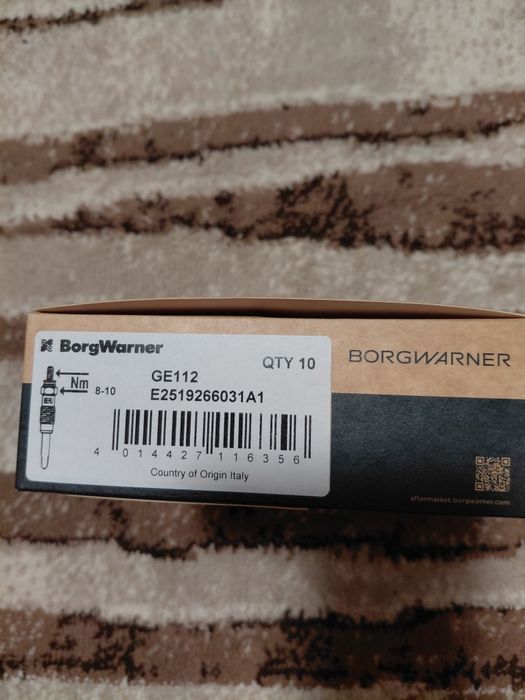 BorgWarner
QTY 10
BORGWARNER
GE112
Nm 8-10
E2519266031A1
4 014427 116356
Country of Origin Italy
aftermarket.borgwarner.com